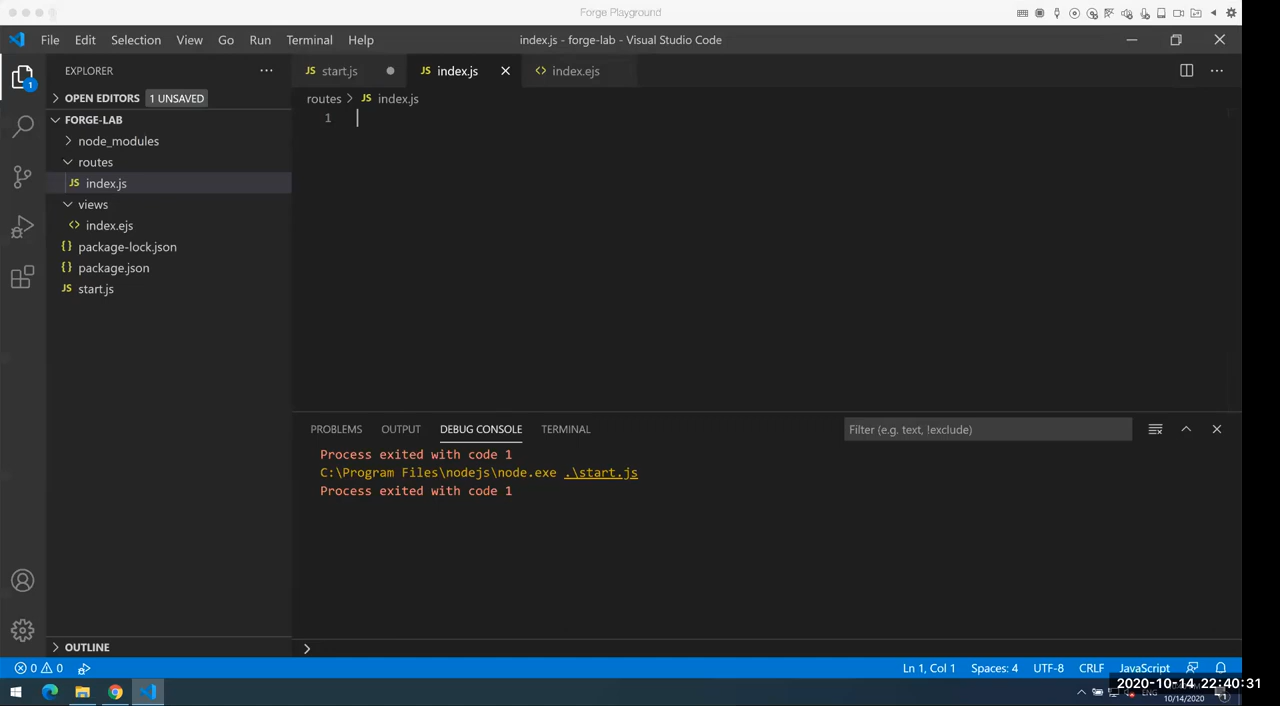 Forge Playground
File Edit Selection View Go Run Terminal Help
index.js - forge-lab - Visual Studio Code
EXPLORER
start.js
index.js
index.ejs
1
OPEN EDITORS 1 UNSAVED
routes > JS index.js
FORGE-LAB
1
node_modules
routes
JS index.js
views
<> index.ejs
{} package-lock.json
{} package.json
JS start.js
PROBLEMS OUTPUT DEBUG CONSOLE TERMINAL
Filter (e.g. text, !exclude)
Process exited with code 1
C:\Program Files\nodejs\node.exe .\start.js
Process exited with code 1
OUTLINE
0 0
Ln 1, Col 1 Spaces: 4 UTF-8 CRLF JavaScript
2020-10-14 22:40:31
ENG
10/14/2020